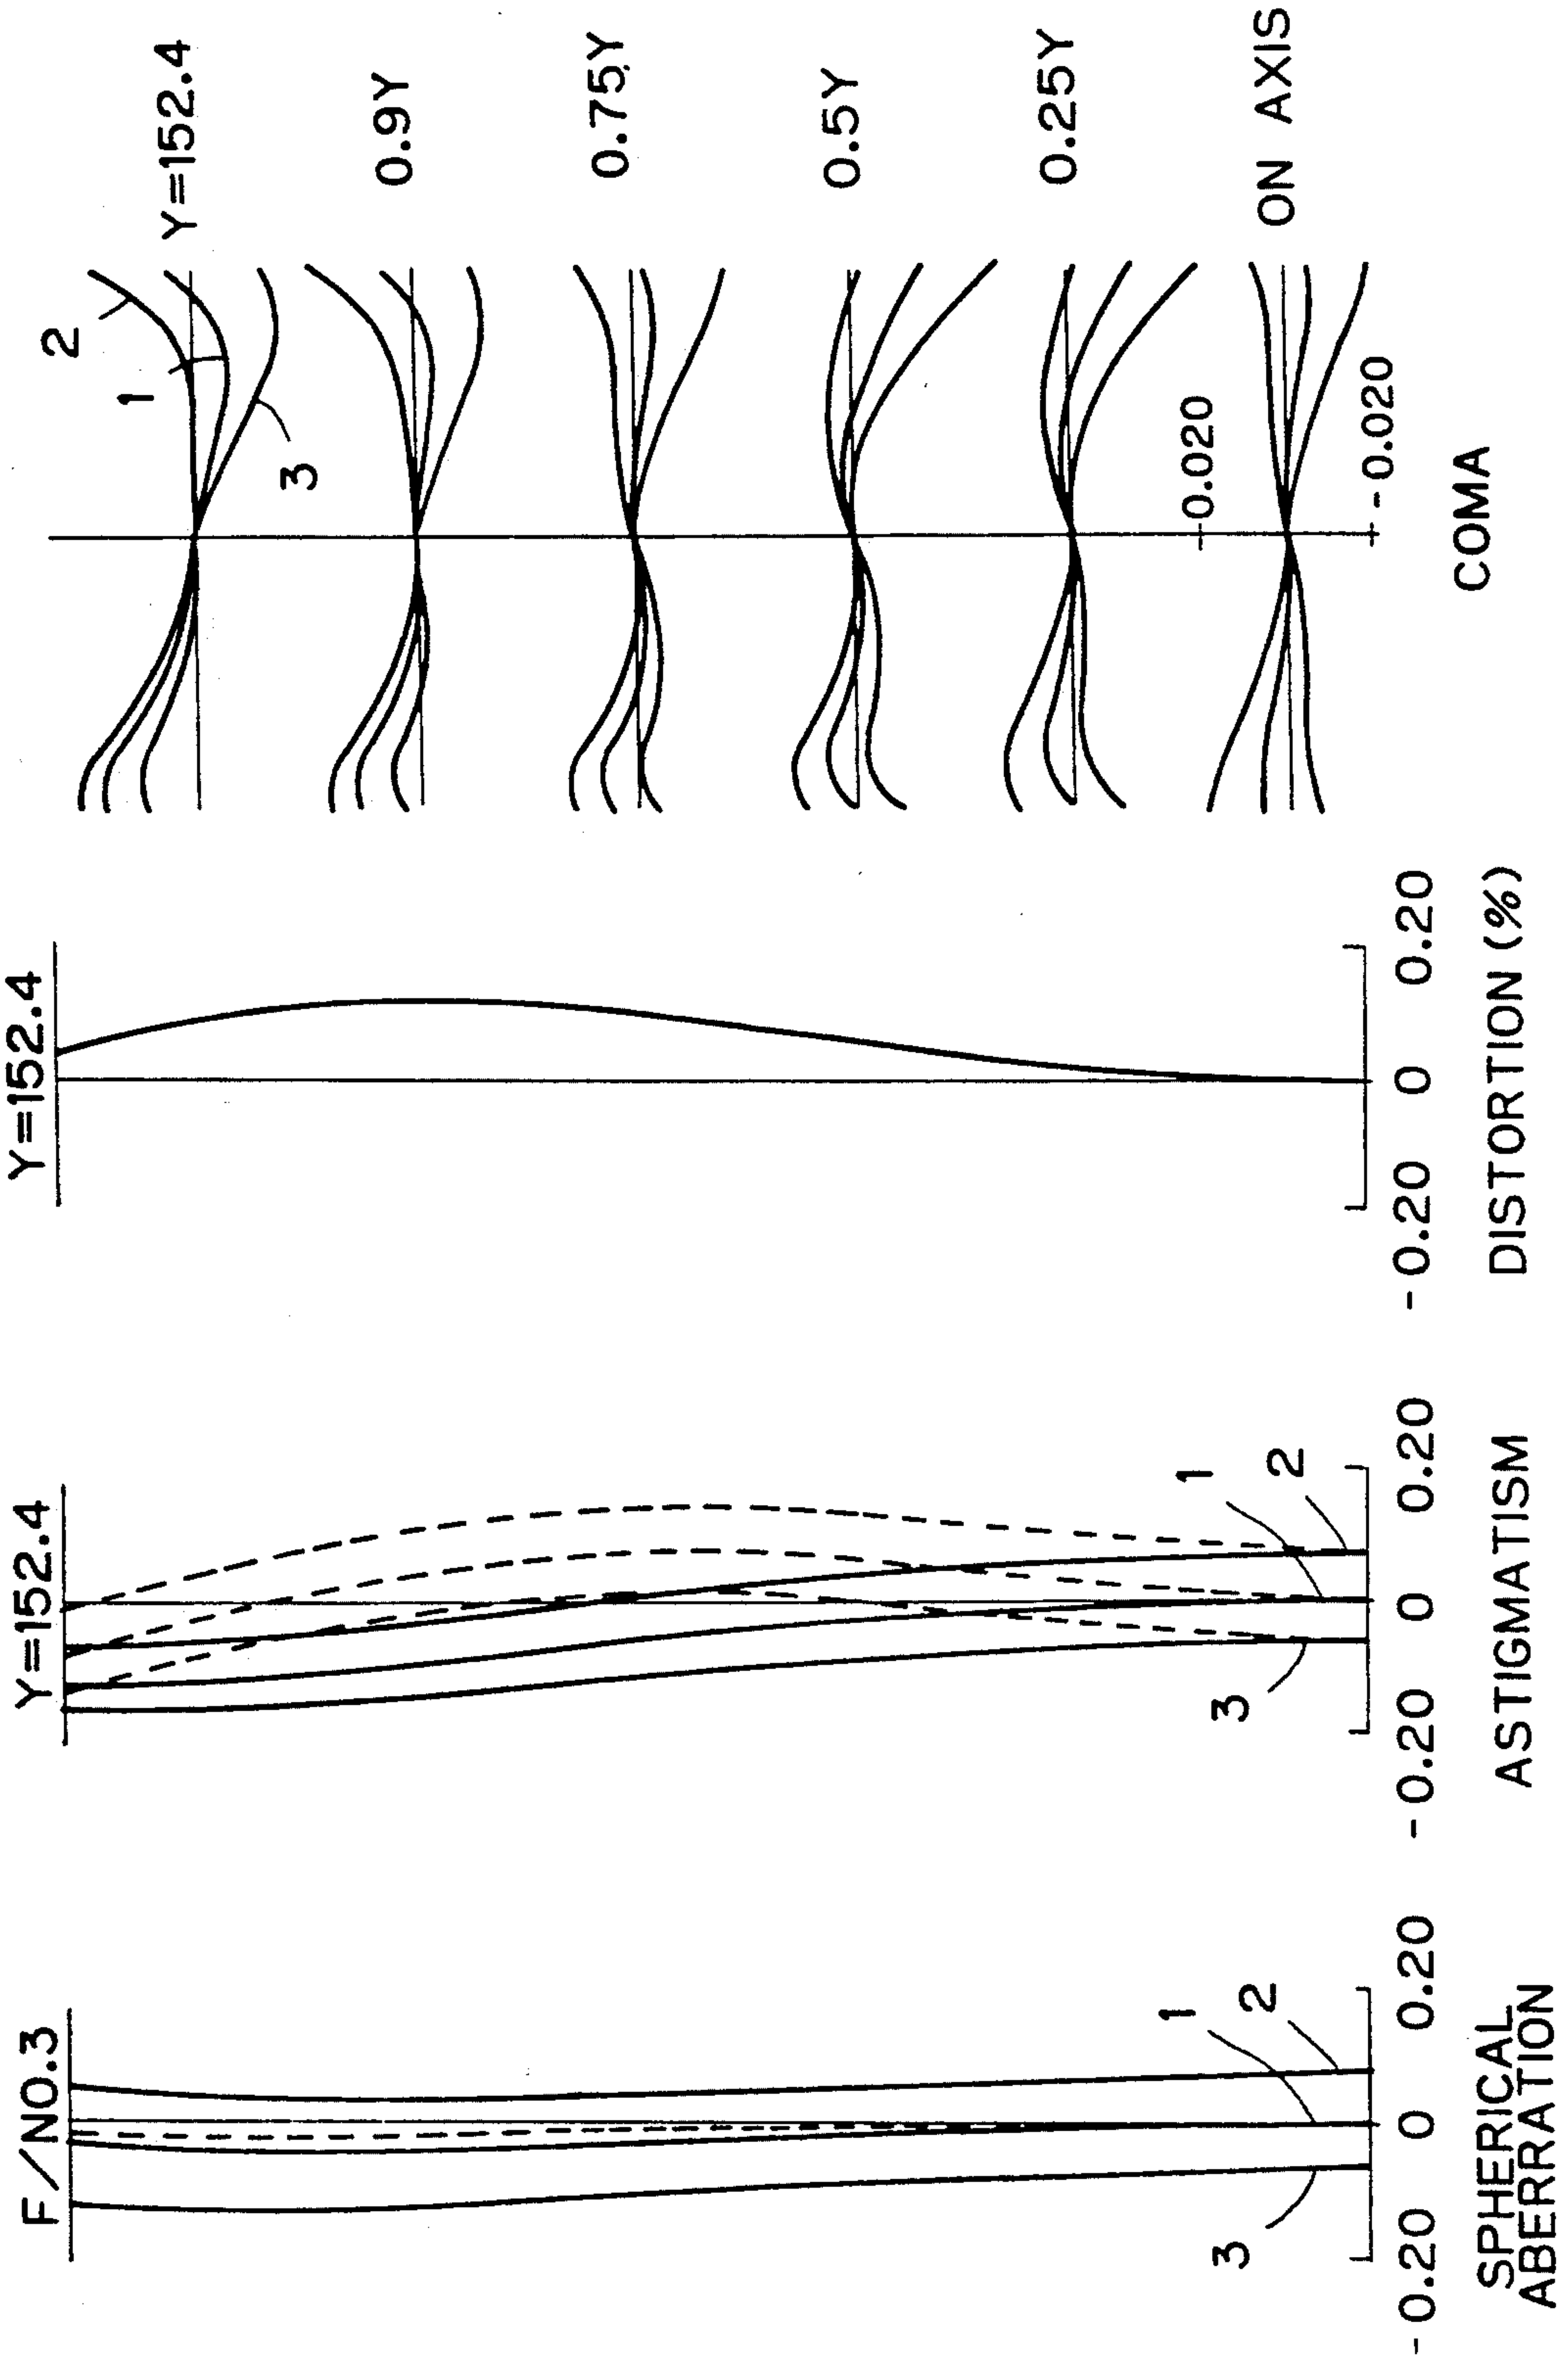 F/NO.3
1
2
3
-0.20 0 0.20
SPHERICAL
ABERRATION
Y=152.4
1
2
3
-0.20 0 0.20
ASTIGMATISM
Y=152.4
-0.20 0 0.20
DISTORTION (%)
2
1
3
Y=152.4
0.9Y
0.75Y
0.5Y
0.25Y
0.020
ON AXIS
-0.020
COMA